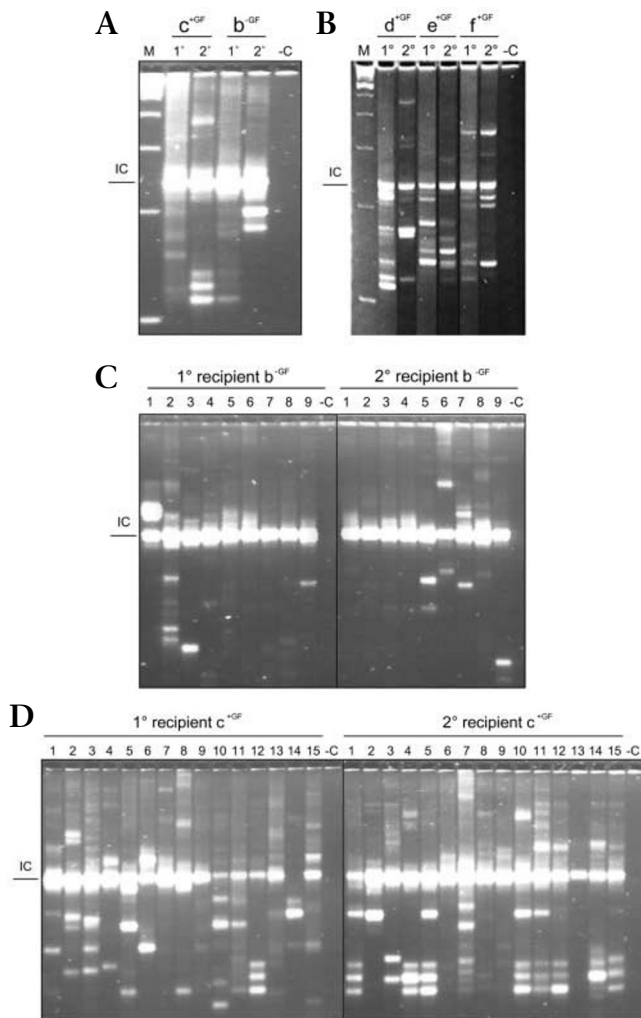 A
c+GF b-GF
M 1° 2° 1° 2° -C
IC
B
d+GF e+GF f+GF
M 1° 2° 1° 2° 1° 2° -C
IC
C
1° recipient b-GF 2° recipient b-GF
1 2 3 4 5 6 7 8 9 -C 1 2 3 4 5 6 7 8 9 -C
IC
D
1° recipient c+GF 2° recipient c+GF
1 2 3 4 5 6 7 8 9 10 11 12 13 14 15 -C 1 2 3 4 5 6 7 8 9 10 11 12 13 14 15 -C
IC